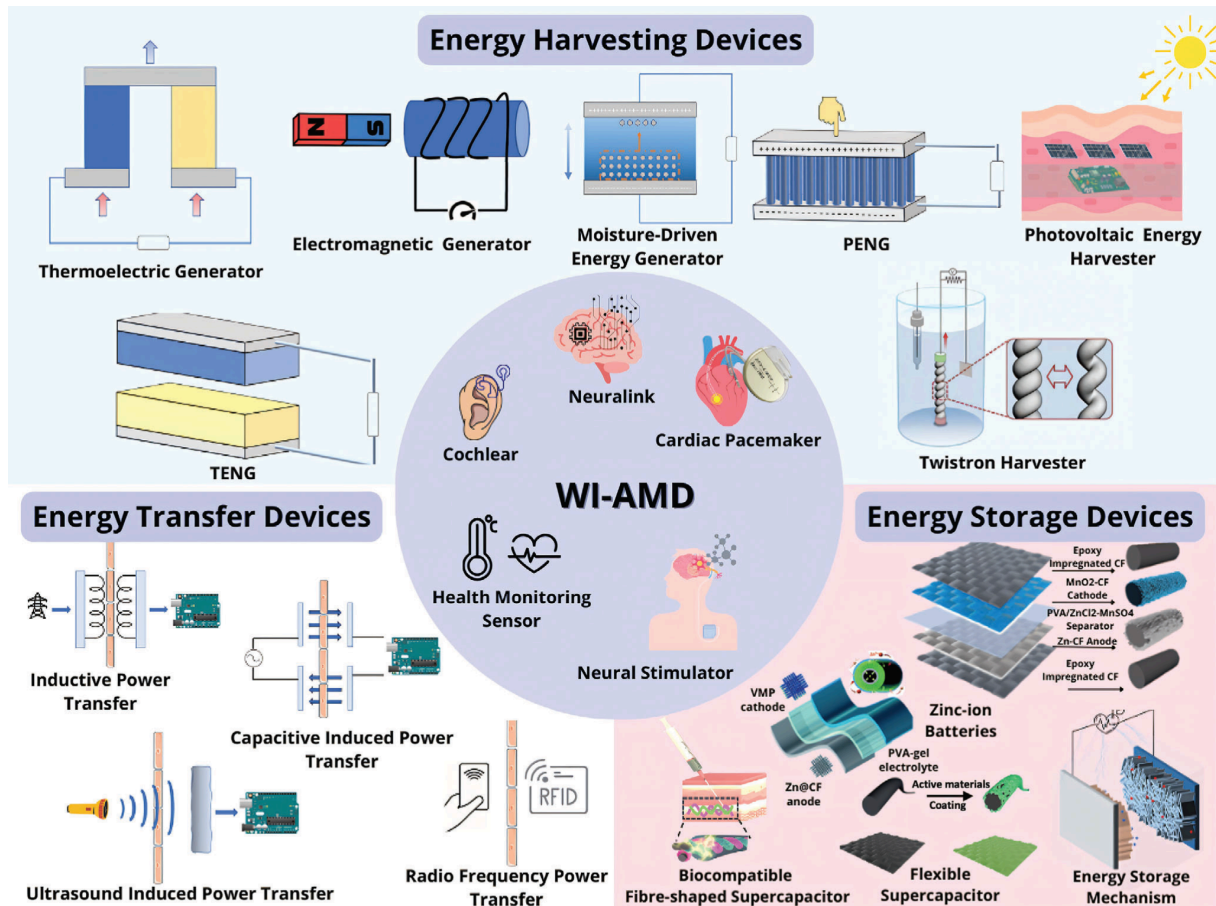 Energy Harvesting Devices
N
S
Thermoelectric Generator
Electromagnetic Generator
Moisture-Driven
Energy Generator
PENG
Photovoltaic Energy
Harvester
TENG
Twistron Harvester
Neuralink
Cochlear
Cardiac Pacemaker
WI-AMD
°C
Health Monitoring
Sensor
Neural Stimulator
Energy Transfer Devices
Inductive Power
Transfer
Capacitive Induced Power
Transfer
Ultrasound Induced Power Transfer
RFID
Radio Frequency Power
Transfer
Energy Storage Devices
Epoxy
Impregnated CF
MnO2-CF
Cathode
PVA/ZnCl2-MnSO4
Separator
Zn-CF Anode
Epoxy
Impregnated CF
Zinc-ion
Batteries
VMP
cathode
Zn@CF
anode
PVA-gel
electrolyte
Active materials
Coating
Biocompatible
Fibre-shaped Supercapacitor
Flexible
Supercapacitor
Energy Storage
Mechanism